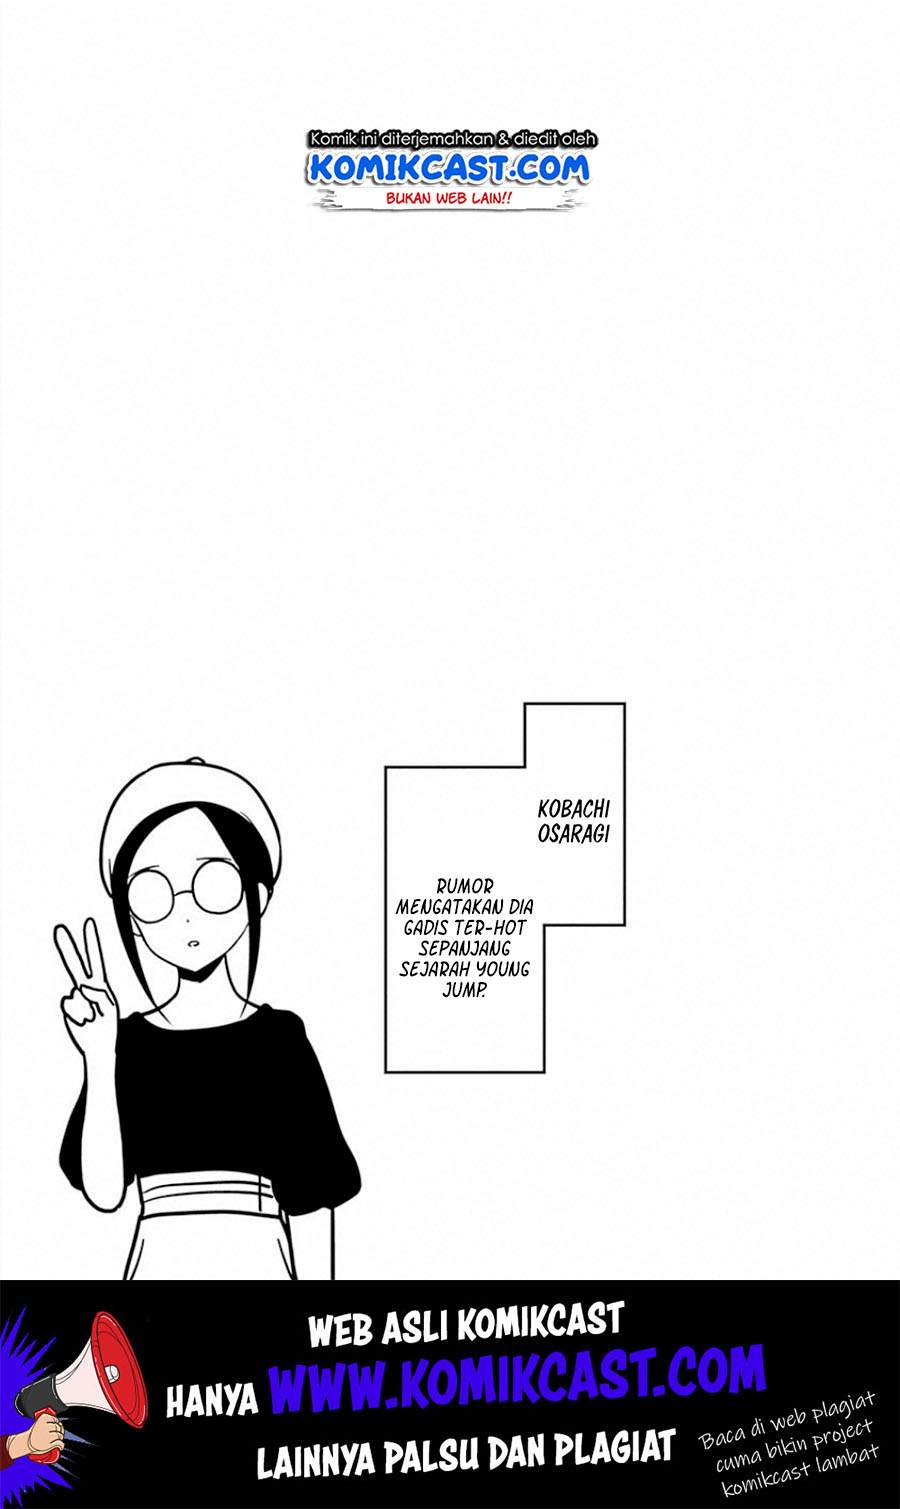 Komik ini diterjemahkan & diedit oleh
KOMIKCAST.COM
BUKAN WEB LAIN!!
KOBACHI
OSARAGI
RUMOR
MENGATAKAN DIA
GADIS TER-HOT
SEPANJANG
SEJARAH YOUNG
JUMP.
WEB ASLI KOMIKCAST
HANYA WWW.KOMIKCAST.COM
LAINNYA PALSU DAN PLAGIAT
Baca di web plagiat
cuma bikin project
komikcast lambat